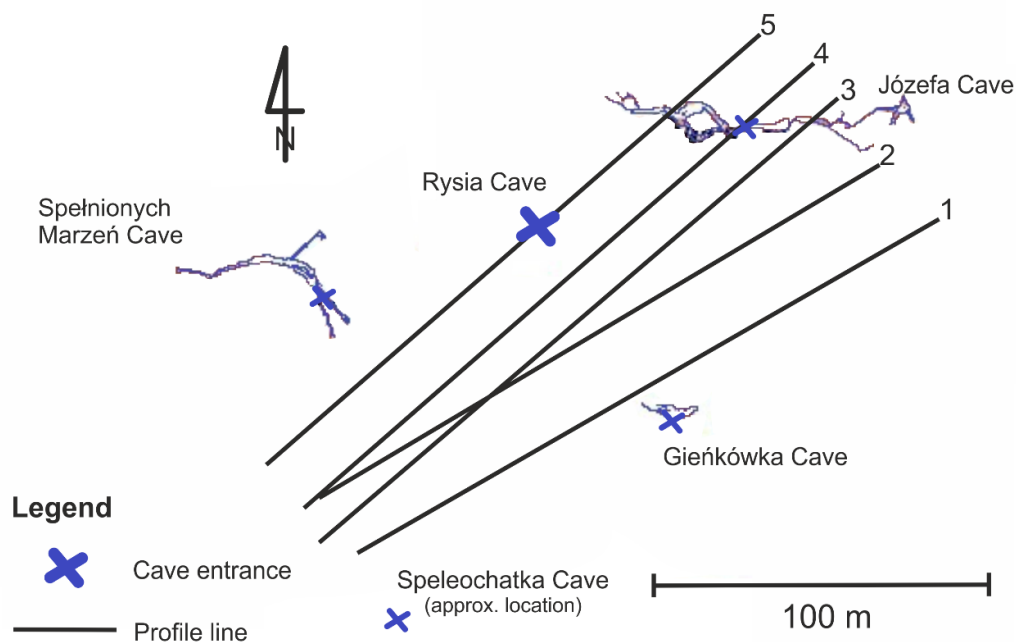 5
4
3
Józefa Cave
2
1
N
Rysia Cave
Spełnionych
Marzeń Cave
Gieńkówka Cave
Legend
Cave entrance
Profile line
Speleochatka Cave
(approx. location)
100 m